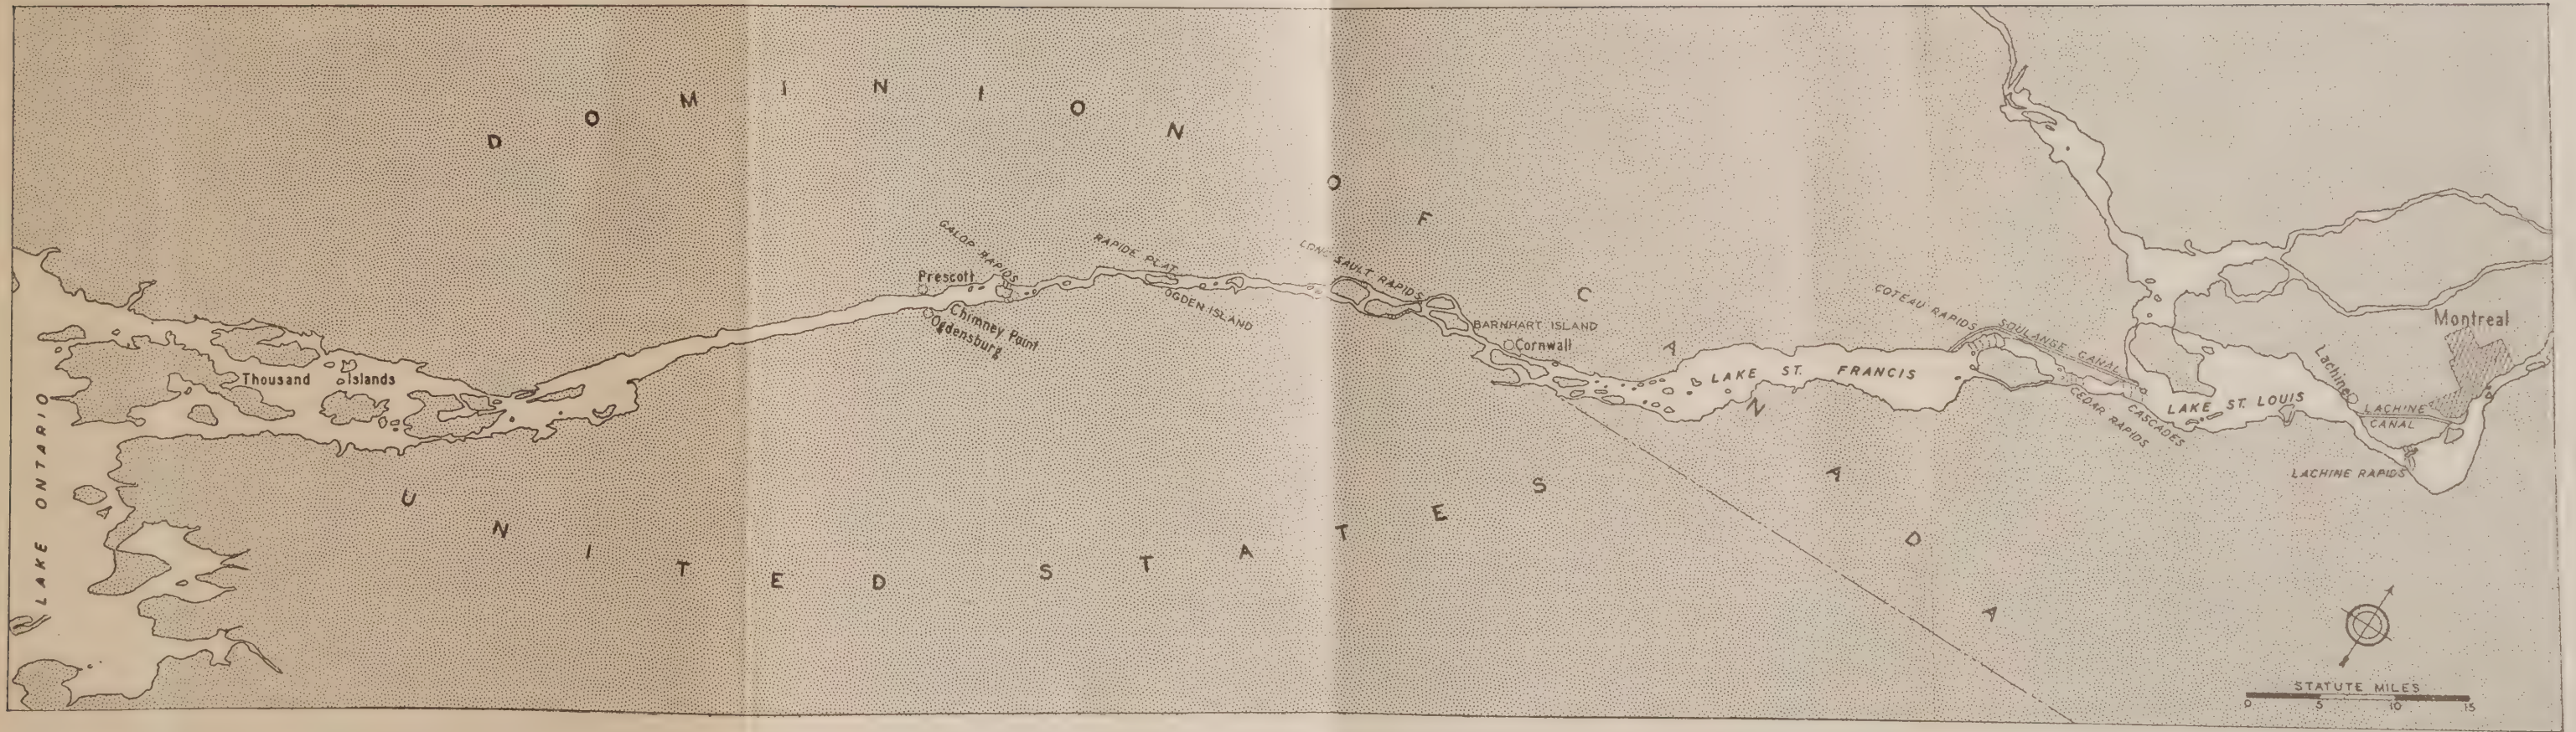 DOMINION OF CANADA
UNITED STATES
LAKE ONTARIO
Thousand Islands
Prescott
GALOP RAPIDS
Chimney Point
Ogdensburg
RAPIDE PLAT
OGDEN ISLAND
LONG SAULT RAPIDS
BARNHART ISLAND
Cornwall
LAKE ST. FRANCIS
COTEAU RAPIDS
SOULANGE CANAL
CEDAR RAPIDS
CASCADES
LAKE ST. LOUIS
Lachine
LACHINE
CANAL
LACHINE RAPIDS
Montreal
STATUTE MILES
0 5 10 15